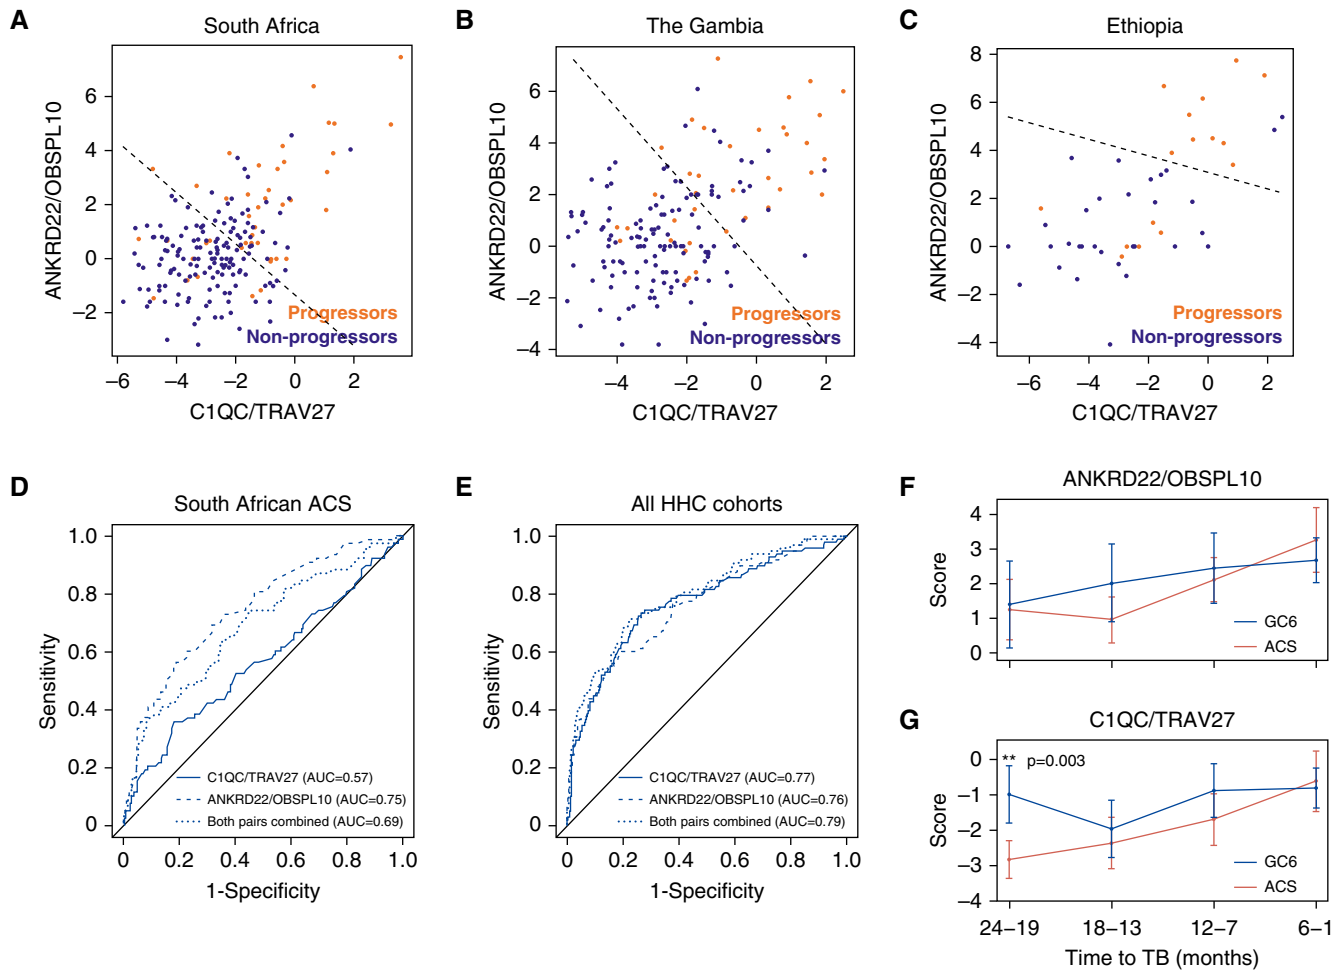 A
South Africa
ANKRD22/OBSPL10
6
4
2
0
−2
−6
−4
−2
0
2
C1QC/TRAV27
Progressors
Non-progressors
B
The Gambia
ANKRD22/OBSPL10
6
4
2
0
−2
−4
−4
−2
0
2
C1QC/TRAV27
Progressors
Non-progressors
C
Ethiopia
ANKRD22/OBSPL10
8
6
4
2
0
−2
−4
−6
−4
−2
0
2
C1QC/TRAV27
Progressors
Non-progressors
D
South African ACS
Sensitivity
1.0
0.8
0.6
0.4
0.2
0
C1QC/TRAV27 (AUC=0.57)
ANKRD22/OBSPL10 (AUC=0.75)
Both pairs combined (AUC=0.69)
0
0.2
0.6
0.4
0.8
1.0
1-Specificity
E
All HHC cohorts
Sensitivity
1.0
0.8
0.6
0.4
0.2
0
C1QC/TRAV27 (AUC=0.77)
ANKRD22/OBSPL10 (AUC=0.76)
Both pairs combined (AUC=0.79)
0
0.2
0.6
0.4
0.8
1.0
1-Specificity
F
ANKRD22/OBSPL10
Score
4
3
2
1
0
GC6
ACS
G
C1QC/TRAV27
Score
0
−1
−2
−3
−4
** p=0.003
GC6
ACS
24−19
18−13
12−7
6−1
Time to TB (months)